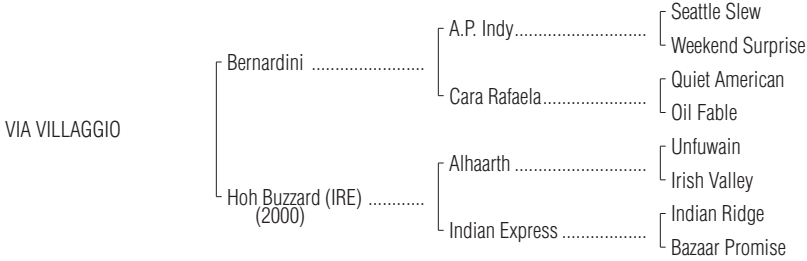 Seattle Slew
A.P. Indy............................
Weekend Surprise
Bernardini ........................
Quiet American
Cara Rafaela......................
Oil Fable
VIA VILLAGGIO
Unfuwain
Alhaarth ............................
Irish Valley
Hoh Buzzard (IRE) ............
(2000)
Indian Ridge
Indian Express ..................
Bazaar Promise